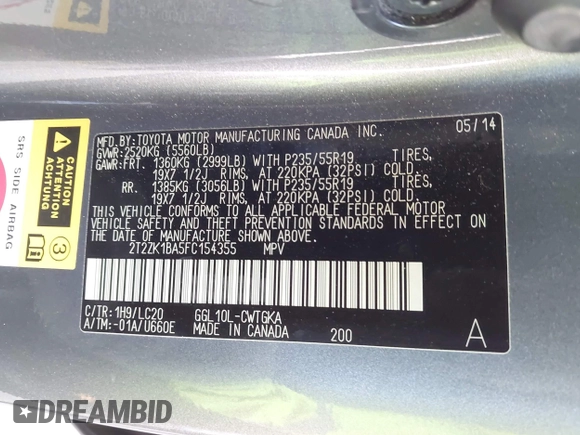 MFD.BY: TOYOTA MOTOR MANUFACTURING CANADA INC. 05/14
GVWR: 2520KG (5560LB)
GAWR: FRT. 1360KG (2999LB) WITH P235/55R19 TIRES,
19X7 1/2J RIMS, AT 220KPA (32PSI) COLD.
RR. 1385KG (3056LB) WITH P235/55R19 TIRES,
19X7 1/2J RIMS, AT 220KPA (32PSI) COLD.
THIS VEHICLE CONFORMS TO ALL APPLICABLE FEDERAL MOTOR
VEHICLE SAFETY AND THEFT PREVENTION STANDARDS IN EFFECT ON
THE DATE OF MANUFACTURE SHOWN ABOVE.
2T2ZK1BA5FC154355 MPV
C/TR: 1H9/LC20 GGL10L-CWTGKA
A/TM:-01A/U660E MADE IN CANADA 200 A
SRS SIDE AIRBAG
CAUTION
ATTENTION
ACHTUNG
3
DREAMBID